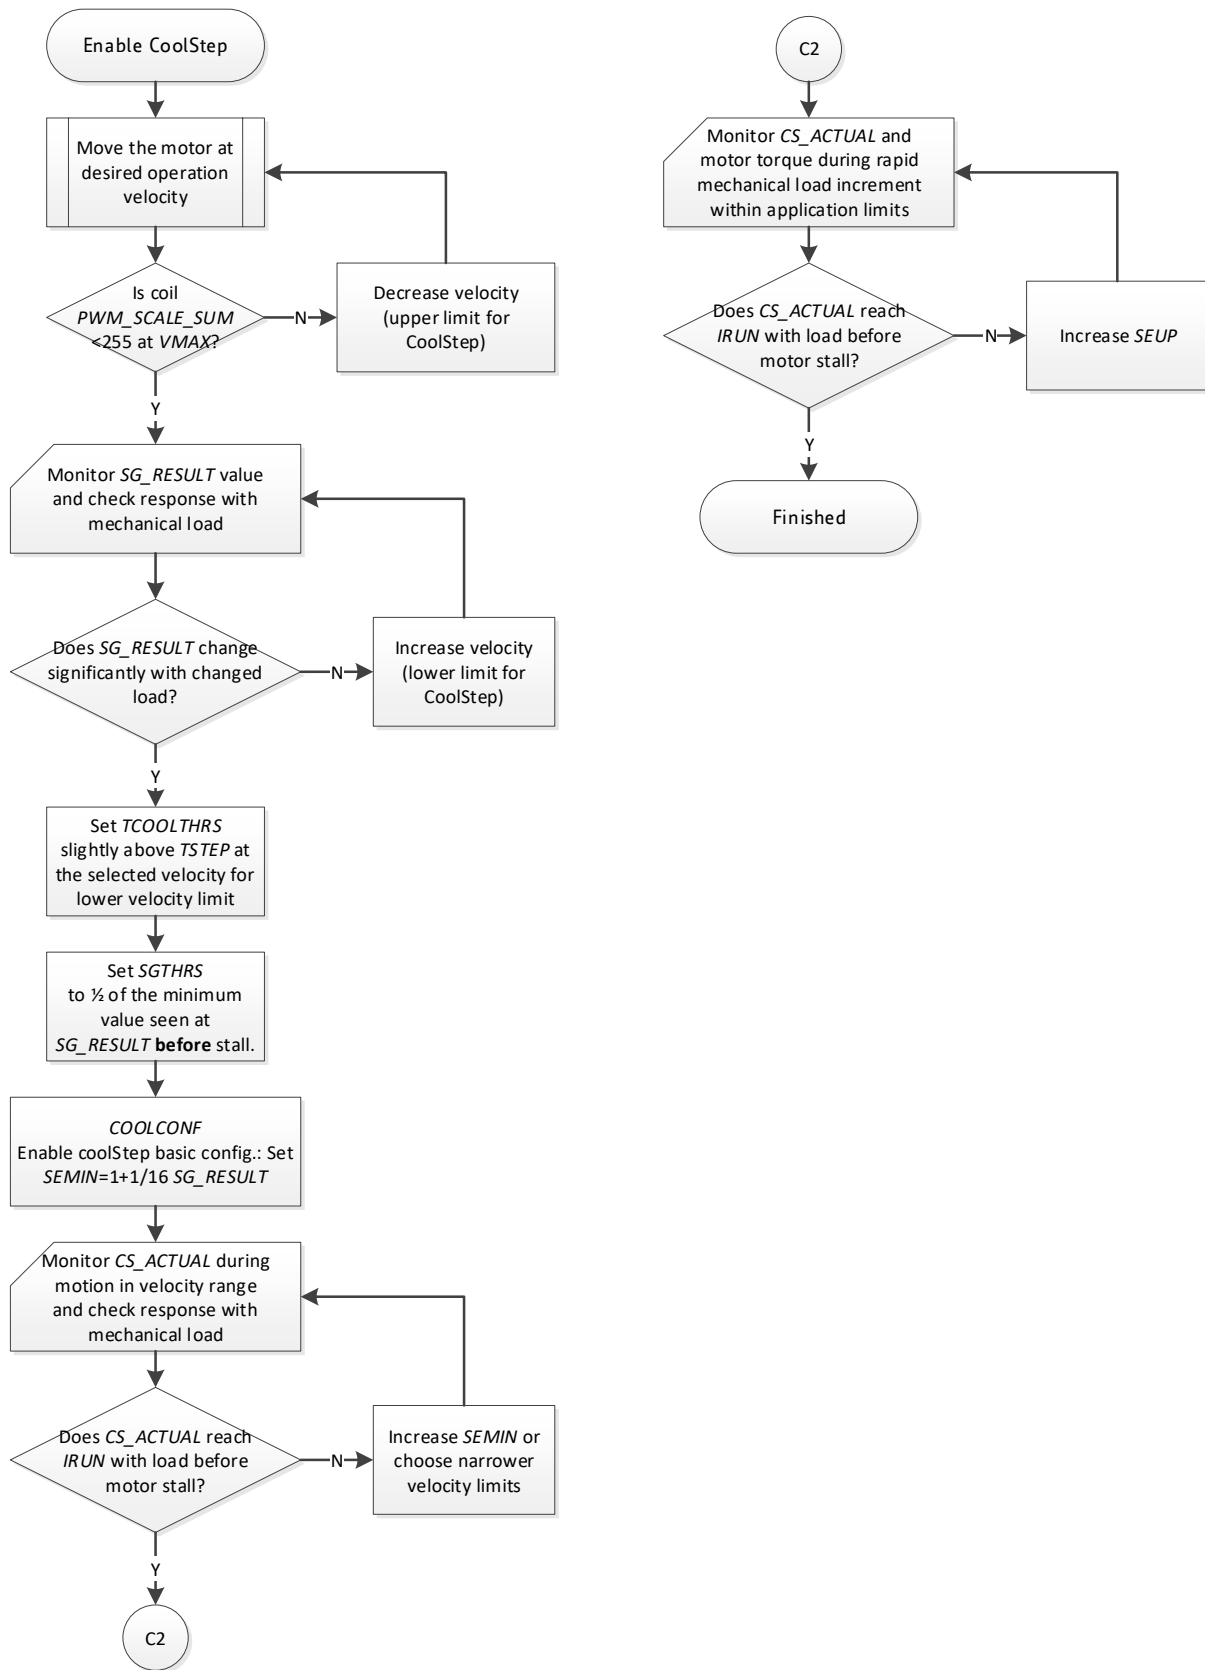 Enable CoolStep
Move the motor at
desired operation
velocity
Is coil
PWM_SCALE_SUM
<255 at VMAX?
N
Decrease velocity
(upper limit for
CoolStep)
Y
Monitor SG_RESULT value
and check response with
mechanical load
Does SG_RESULT change
significantly with changed
load?
N
Increase velocity
(lower limit for
CoolStep)
Y
Set TCOOLTHRS
slightly above TSTEP at
the selected velocity for
lower velocity limit
Set SGTHRS
to ½ of the minimum
value seen at
SG_RESULT before stall.
COOLCONF
Enable coolStep basic config.: Set
SEMIN=1+1/16 SG_RESULT
Monitor CS_ACTUAL during
motion in velocity range
and check response with
mechanical load
Does CS_ACTUAL reach
IRUN with load before
motor stall?
N
Increase SEMIN or
choose narrower
velocity limits
Y
C2
C2
Monitor CS_ACTUAL and
motor torque during rapid
mechanical load increment
within application limits
Does CS_ACTUAL reach
IRUN with load before
motor stall?
N
Increase SEUP
Y
Finished